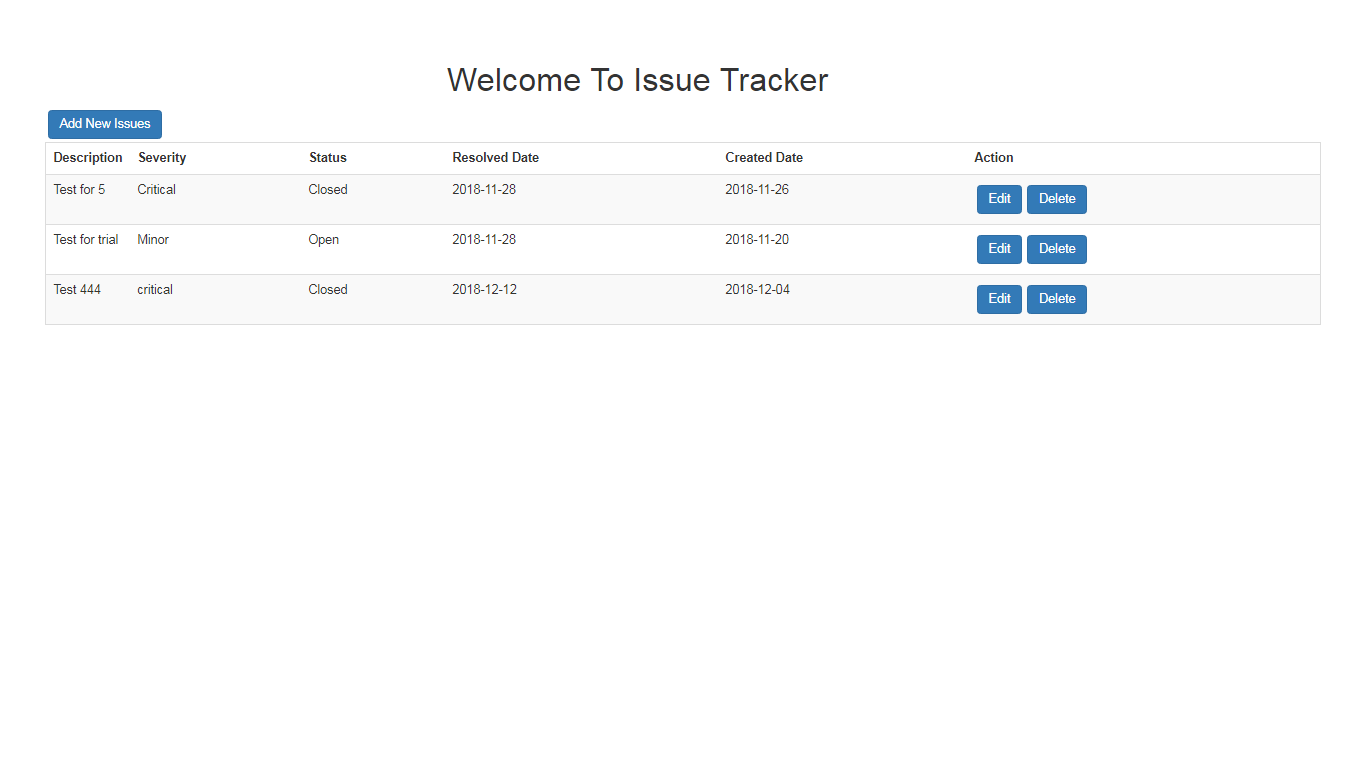 Welcome To Issue Tracker
Add New Issues
Description Severity Status Resolved Date Created Date Action
Test for 5 Critical Closed 2018-11-28 2018-11-26 Edit Delete
Test for trial Minor Open 2018-11-28 2018-11-20 Edit Delete
Test 444 critical Closed 2018-12-12 2018-12-04 Edit Delete